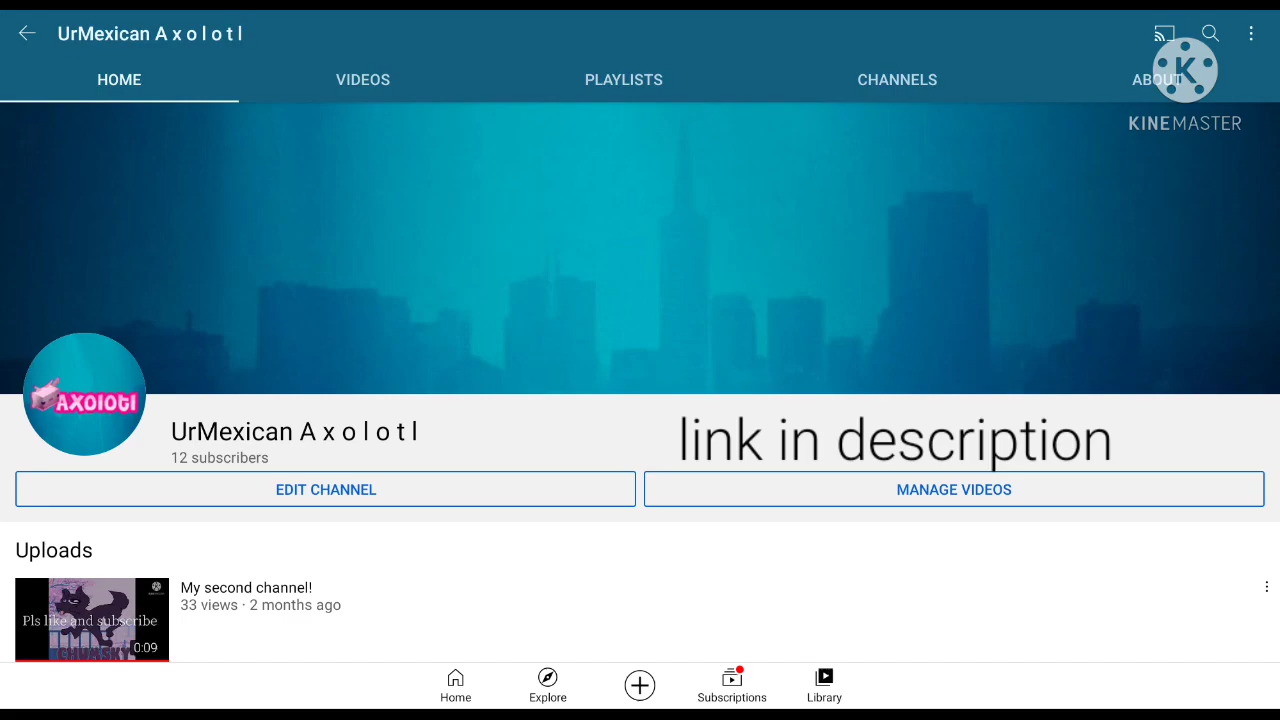 UrMexican A x o l o t l
HOME VIDEOS PLAYLISTS CHANNELS ABOUT
K
KINEMASTER
AXOlOTl
UrMexican A x o l o t l
12 subscribers
link in description
EDIT CHANNEL MANAGE VIDEOS
Uploads
My second channel!
33 views · 2 months ago
Pls like and subscribe
0:09
CHUMSKY
Home Explore Subscriptions Library